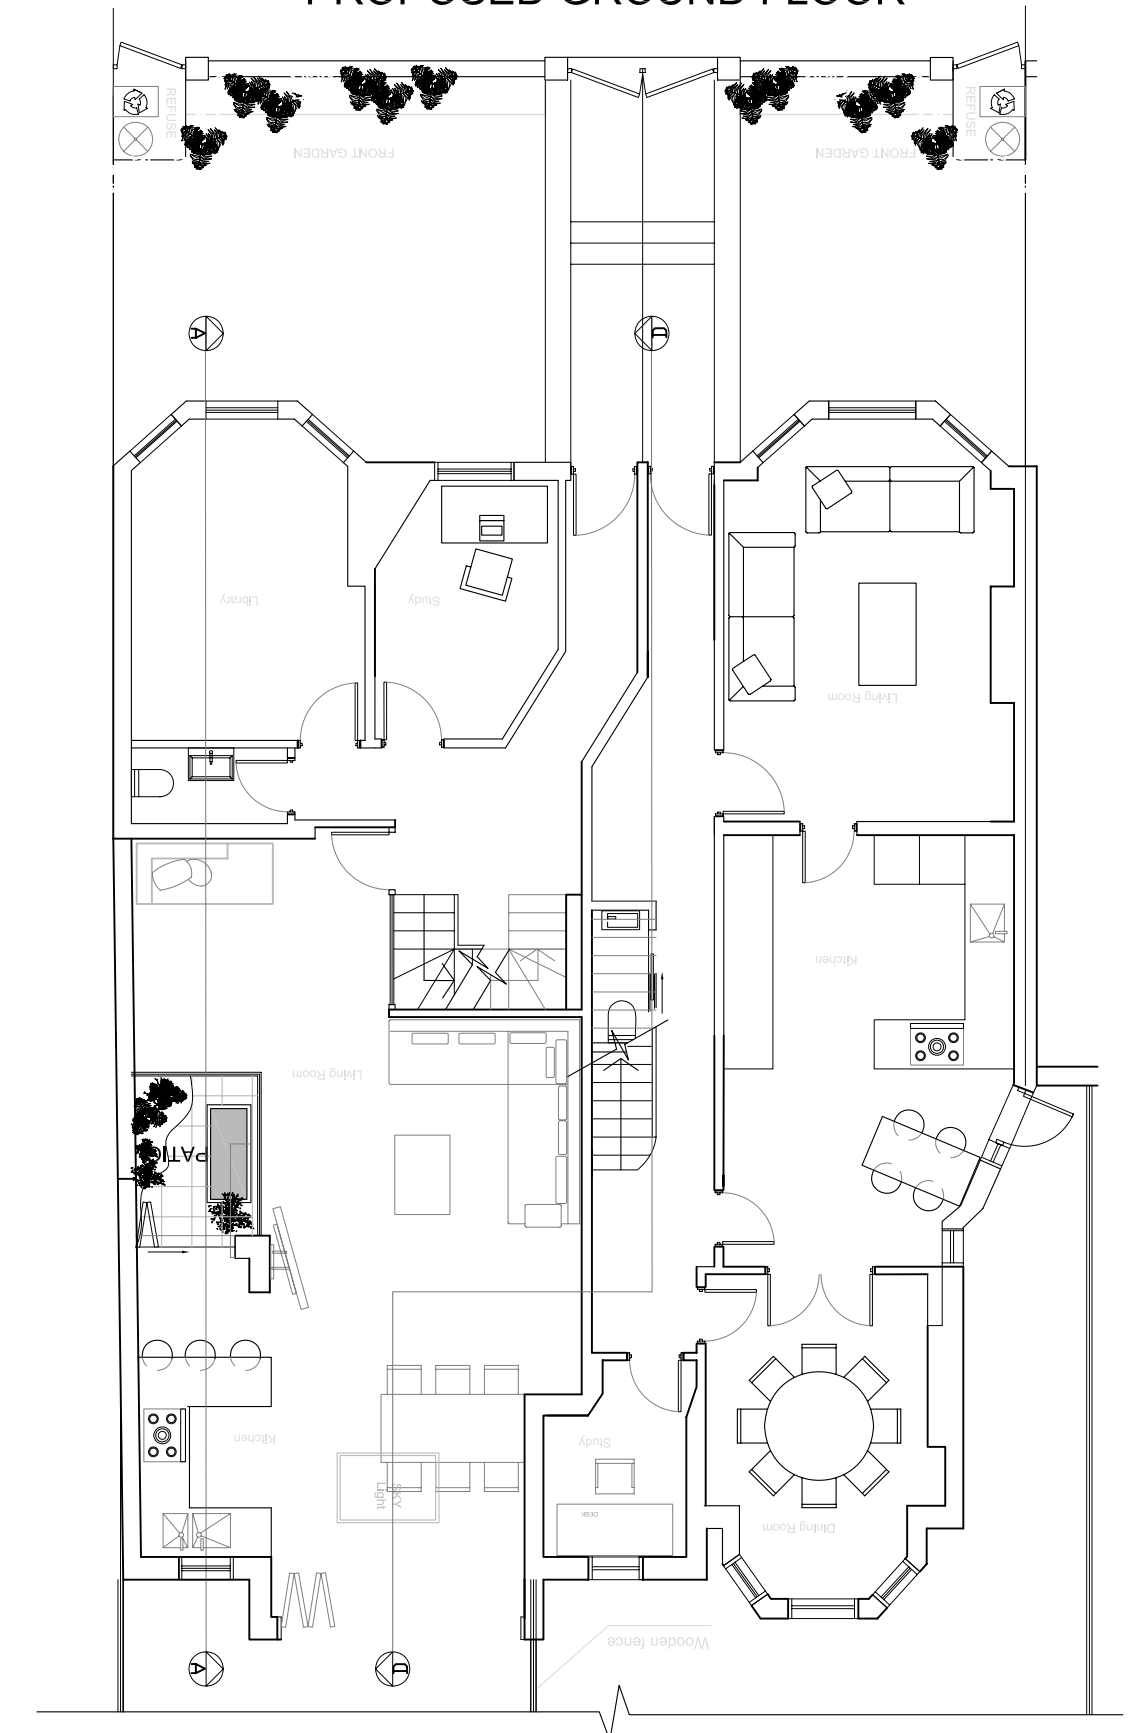 PROPOSED GROUND FLOOR
REFUSE
REFUSE
FRONT GARDEN
FRONT GARDEN
A
D
Library
Study
Living Room
Kitchen
Living Room
PATIO
Kitchen
Study
SKY
Light
DESK
Dining Room
Wooden fence
A
D